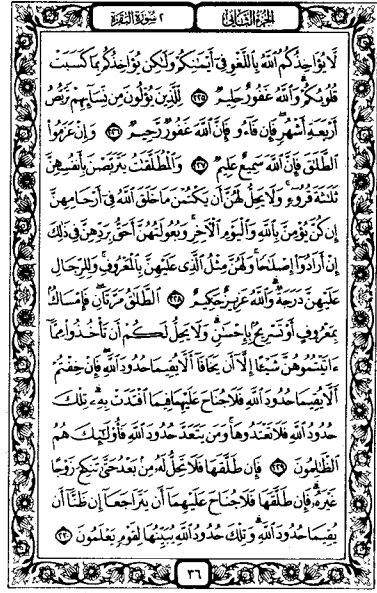 الجزء الثاني
٢ سورة البقرة
لَّا يُؤَاخِذُكُمُ ٱللَّهُ بِٱللَّغْوِ فِىٓ أَيْمَـٰنِكُمْ وَلَـٰكِن يُؤَاخِذُكُم بِمَا كَسَبَتْ
قُلُوبُكُمْ وَٱللَّهُ غَفُورٌ حَلِيمٌ ٢٢٥ لِّلَّذِينَ يُؤْلُونَ مِن نِّسَآئِهِمْ تَرَبُّصُ
أَرْبَعَةِ أَشْهُرٍ فَإِن فَآءُو فَإِنَّ ٱللَّهَ غَفُورٌ رَّحِيمٌ ٢٢٦ وَإِنْ عَزَمُوا۟
ٱلطَّلَـٰقَ فَإِنَّ ٱللَّهَ سَمِيعٌ عَلِيمٌ ٢٢٧ وَٱلْمُطَلَّقَـٰتُ يَتَرَبَّصْنَ بِأَنفُسِهِنَّ
ثَلَـٰثَةَ قُرُوٓءٍ وَلَا يَحِلُّ لَهُنَّ أَن يَكْتُمْنَ مَا خَلَقَ ٱللَّهُ فِىٓ أَرْحَامِهِنَّ
إِن كُنَّ يُؤْمِنَّ بِٱللَّهِ وَٱلْيَوْمِ ٱلْـَٔاخِرِ وَبُعُولَتُهُنَّ أَحَقُّ بِرَدِّهِنَّ فِى ذَٰلِكَ
إِنْ أَرَادُوٓا۟ إِصْلَـٰحًا وَلَهُنَّ مِثْلُ ٱلَّذِى عَلَيْهِنَّ بِٱلْمَعْرُوفِ وَلِلرِّجَالِ
عَلَيْهِنَّ دَرَجَةٌ وَٱللَّهُ عَزِيزٌ حَكِيمٌ ٢٢٨ ٱلطَّلَـٰقُ مَرَّتَانِ فَإِمْسَاكٌۢ
بِمَعْرُوفٍ أَوْ تَسْرِيحٌۢ بِإِحْسَـٰنٍ وَلَا يَحِلُّ لَكُمْ أَن تَأْخُذُوا۟ مِمَّآ
ءَاتَيْتُمُوهُنَّ شَيْـًٔا إِلَّآ أَن يَخَافَآ أَلَّا يُقِيمَا حُدُودَ ٱللَّهِ فَإِنْ خِفْتُمْ
أَلَّا يُقِيمَا حُدُودَ ٱللَّهِ فَلَا جُنَاحَ عَلَيْهِمَا فِيمَا ٱفْتَدَتْ بِهِۦ تِلْكَ
حُدُودُ ٱللَّهِ فَلَا تَعْتَدُوهَا وَمَن يَتَعَدَّ حُدُودَ ٱللَّهِ فَأُو۟لَـٰٓئِكَ هُمُ
ٱلظَّـٰلِمُونَ ٢٢٩ فَإِن طَلَّقَهَا فَلَا تَحِلُّ لَهُۥ مِنۢ بَعْدُ حَتَّىٰ تَنكِحَ زَوْجًا
غَيْرَهُۥ فَإِن طَلَّقَهَا فَلَا جُنَاحَ عَلَيْهِمَآ أَن يَتَرَاجَعَآ إِن ظَنَّآ أَن
يُقِيمَا حُدُودَ ٱللَّهِ وَتِلْكَ حُدُودُ ٱللَّهِ يُبَيِّنُهَا لِقَوْمٍ يَعْلَمُونَ ٢٣٠
٣٦